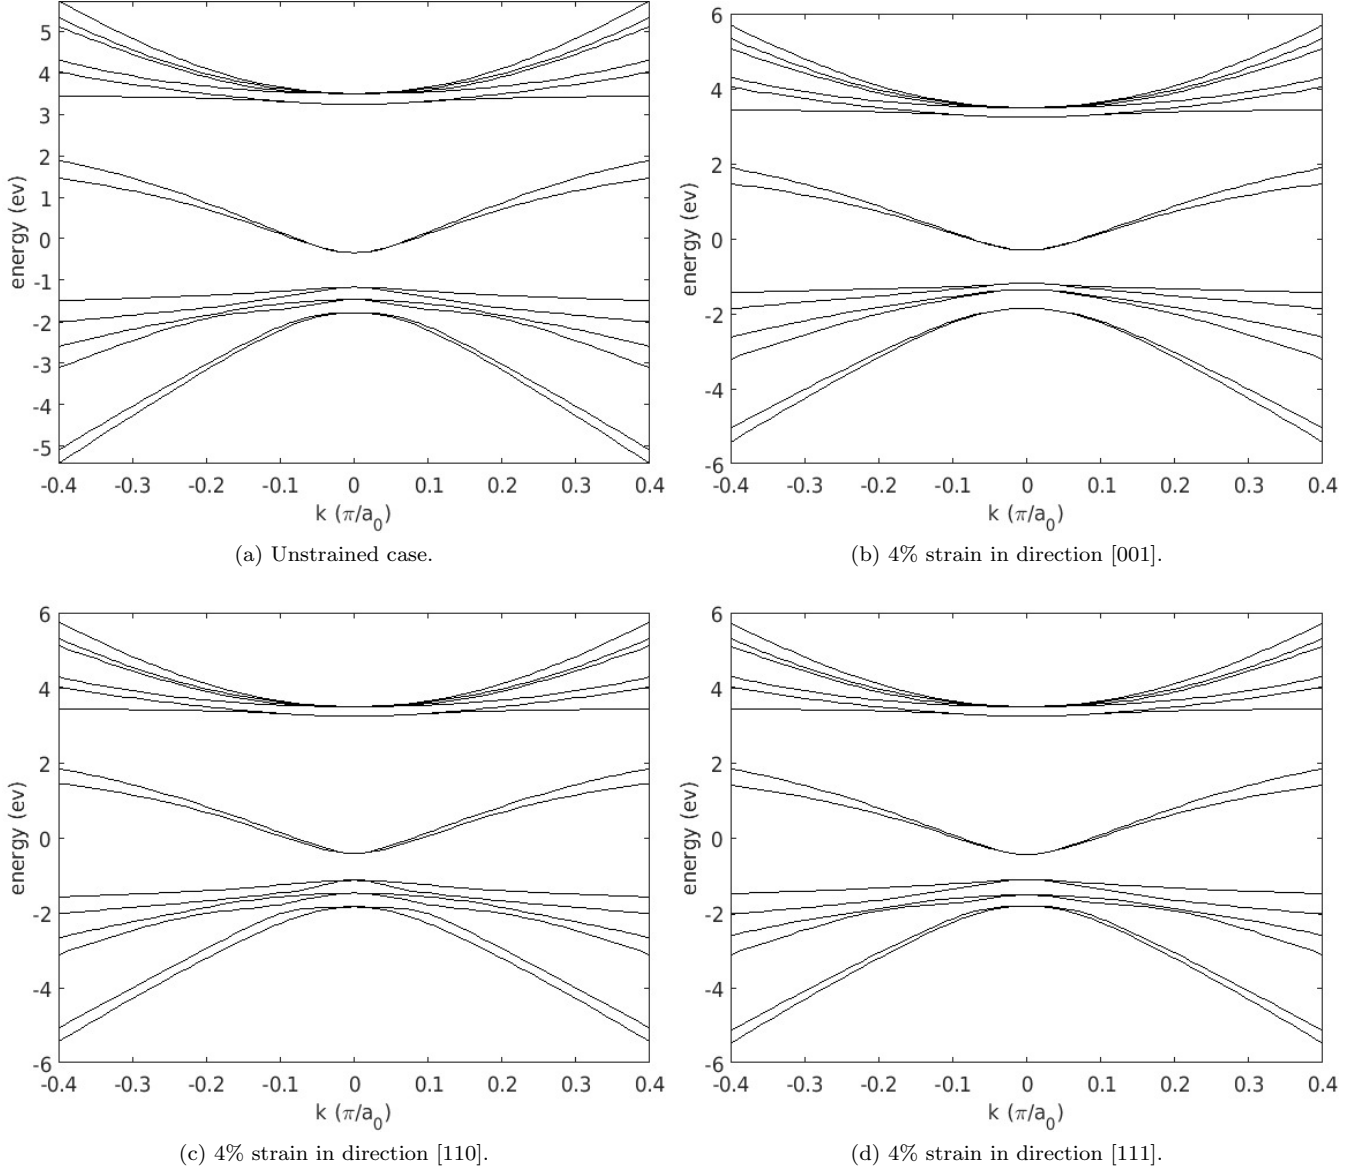 5
4
3
2
1
0
-1
-2
-3
-4
-5
energy (ev)
-0.4 -0.3 -0.2 -0.1 0 0.1 0.2 0.3 0.4
k (π/a₀)
(a) Unstrained case.
6
4
2
0
-2
-4
-6
energy (ev)
-0.4 -0.3 -0.2 -0.1 0 0.1 0.2 0.3 0.4
k (π/a₀)
(b) 4% strain in direction [001].
6
4
2
0
-2
-4
-6
energy (ev)
-0.4 -0.3 -0.2 -0.1 0 0.1 0.2 0.3 0.4
k (π/a₀)
(c) 4% strain in direction [110].
6
4
2
0
-2
-4
-6
energy (ev)
-0.4 -0.3 -0.2 -0.1 0 0.1 0.2 0.3 0.4
k (π/a₀)
(d) 4% strain in direction [111].